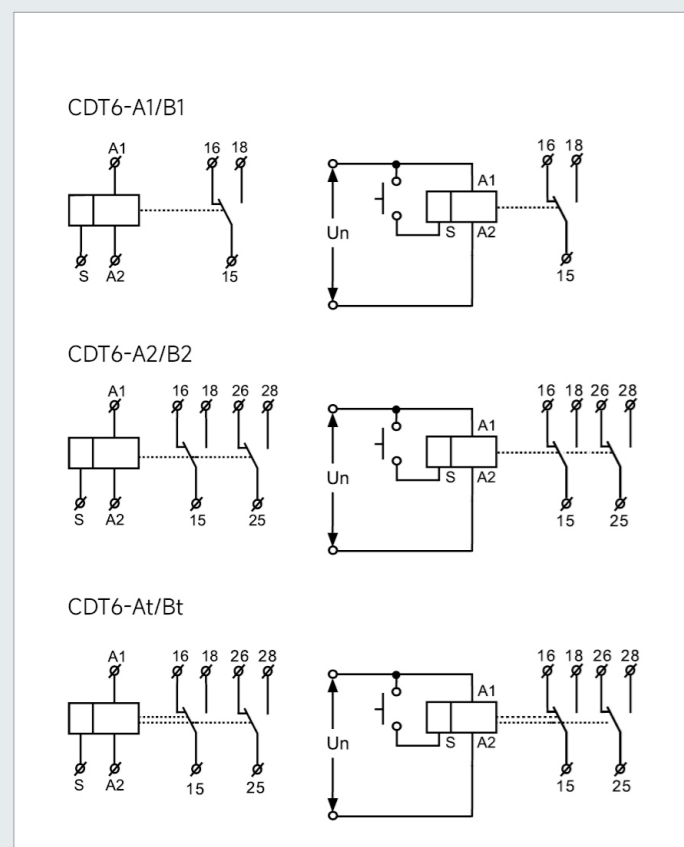 CDT6-A1/B1
A1 16 18
S A2 15
16 18
A1
Un
S A2
15
CDT6-A2/B2
A1 16 18 26 28
S A2 15 25
16 18 26 28
A1
Un S A2
15 25
CDT6-At/Bt
A1 16 18 26 28
S A2 15 25
16 18 26 28
A1
Un S A2
15 25